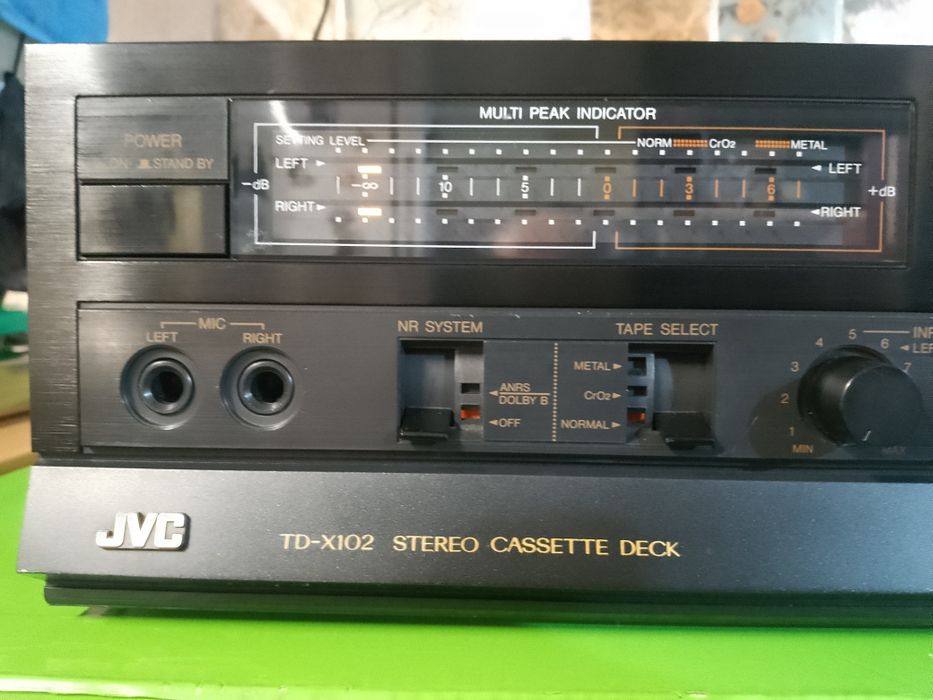 MULTI PEAK INDICATOR
POWER
ON STAND BY
SETTING LEVEL
NORM CrO2 METAL
LEFT LEFT
-dB -∞ 10 5 0 3 6 +dB
RIGHT RIGHT
MIC
LEFT RIGHT
NR SYSTEM
ANRS
DOLBY B
OFF
TAPE SELECT
METAL
CrO2
NORMAL
1 2 3 4 5 6 7
MIN MAX
JVC
TD-X102 STEREO CASSETTE DECK